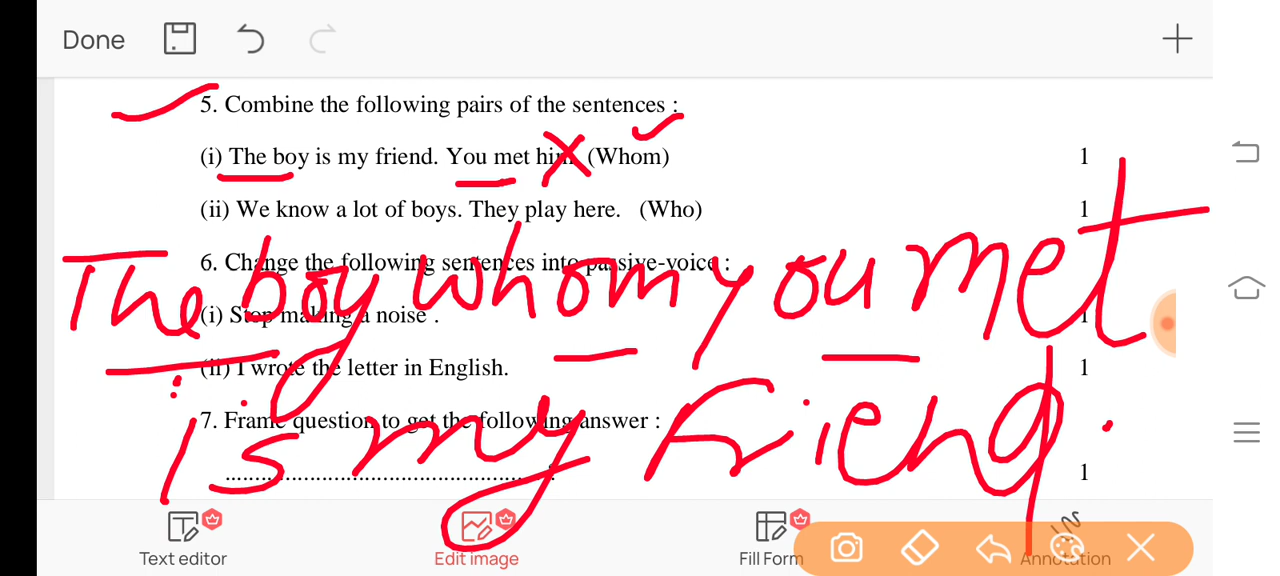 Done
5. Combine the following pairs of the sentences :
(i) The boy is my friend. You met him. (Whom) 1
(ii) We know a lot of boys. They play here. (Who) 1
6. Change the following sentences into passive-voice :
The boy whom you met
(i) Stop making a noise . 1
(ii) I wrote the letter in English. 1
7. Frame question to get the following answer :
is my friend.
............................................................ 1
Text editor Edit image Fill Form Annotation